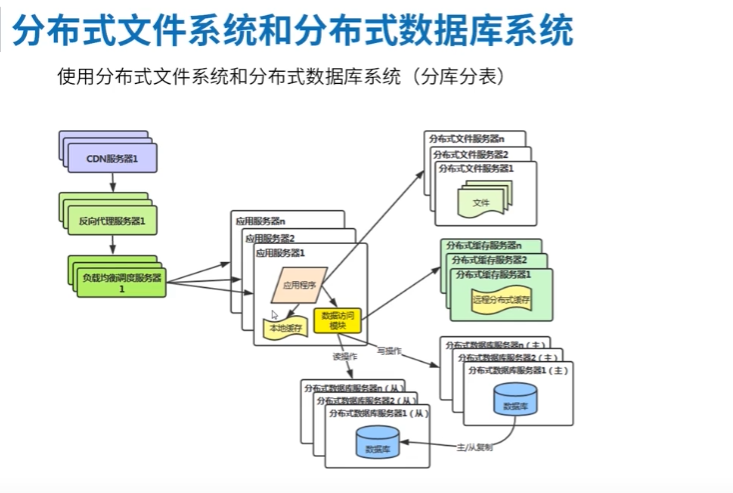 分布式文件系统和分布式数据库系统
使用分布式文件系统和分布式数据库系统（分库分表）
CDN服务器1
反向代理服务器1
负载均衡调度服务器
1
应用服务器n
应用服务器2
应用服务器1
应用程序
本地缓存
数据访问
模块
分布式文件服务器n
分布式文件服务器2
分布式文件服务器1
文件
分布式缓存服务器n
分布式缓存服务器2
分布式缓存服务器1
远程分布式缓存
读操作
写操作
分布式数据库服务器n（主）
分布式数据库服务器2（主）
分布式数据库服务器1（主）
数据库
分布式数据库服务器n（从）
分布式数据库服务器2（从）
分布式数据库服务器1（从）
数据库
主/从复制